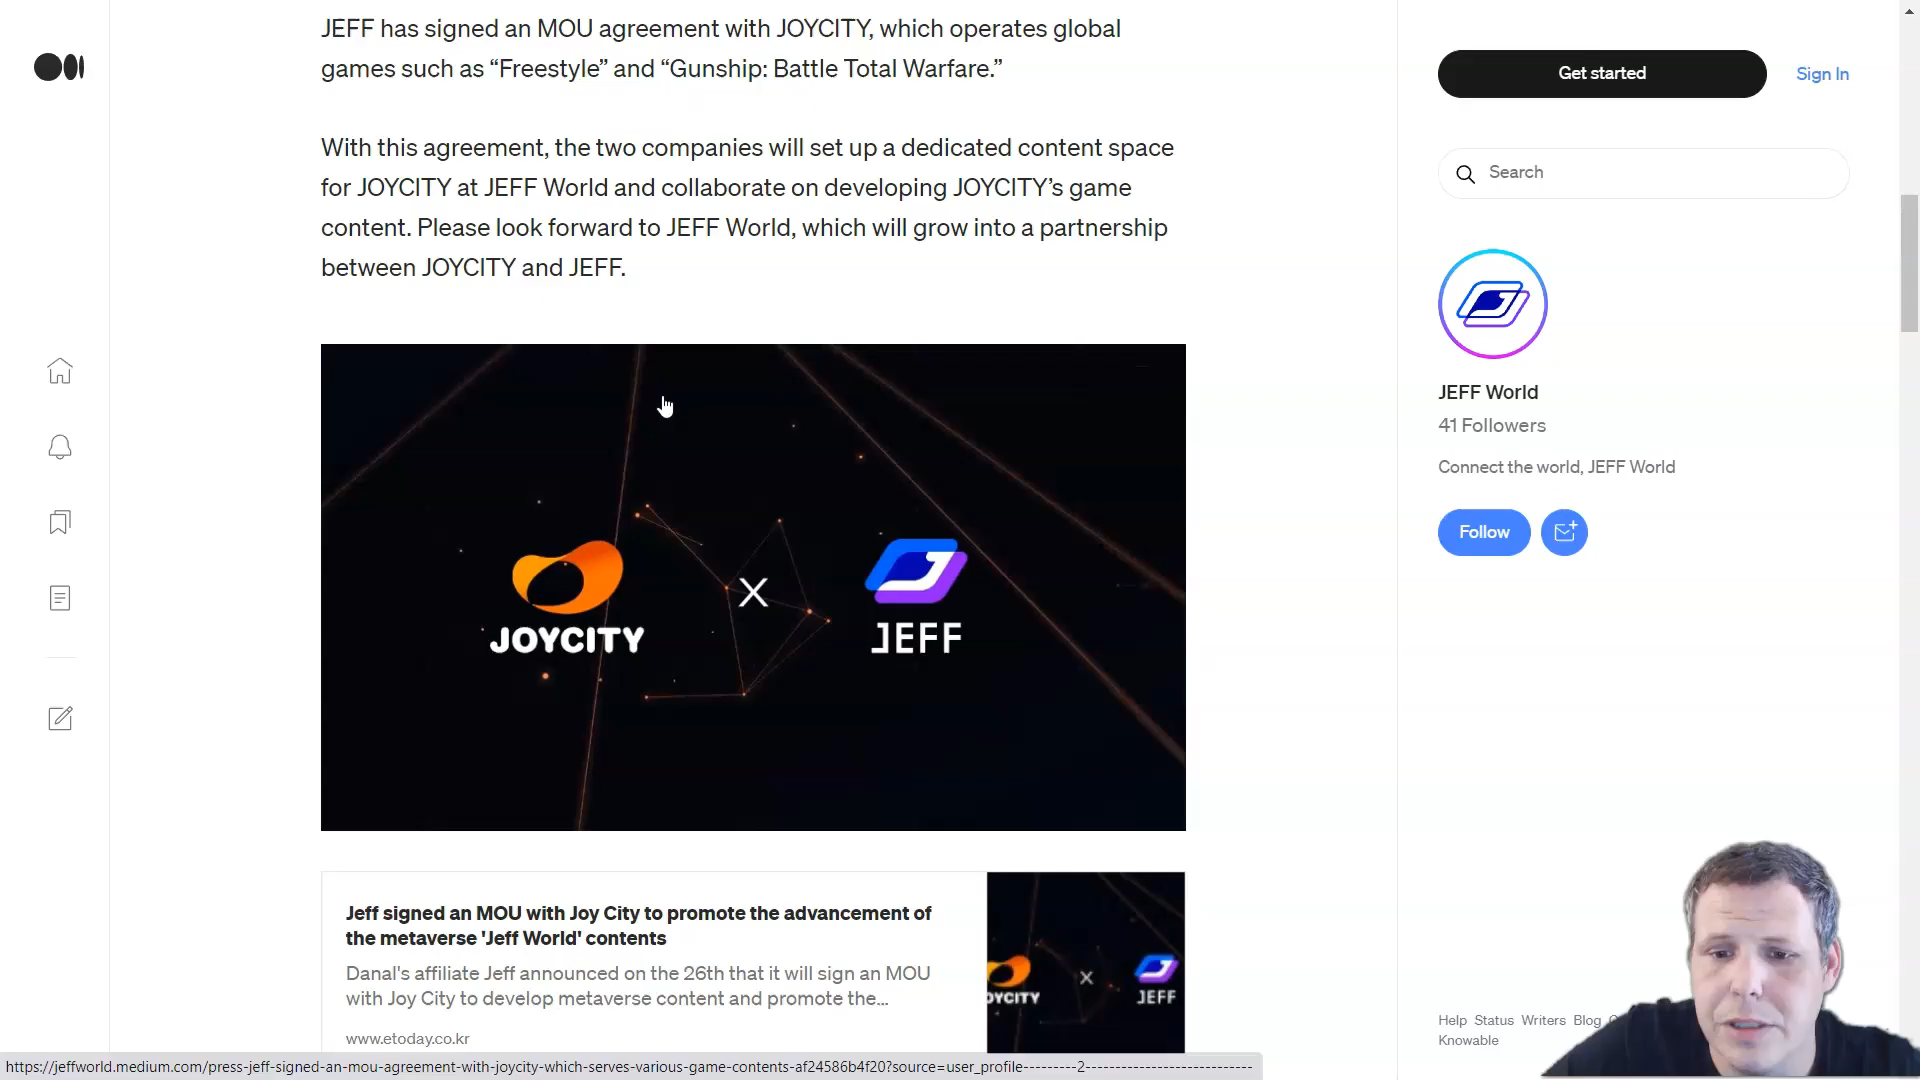 JEFF has signed an MOU agreement with JOYCITY, which operates global
games such as “Freestyle” and “Gunship: Battle Total Warfare.”
With this agreement, the two companies will set up a dedicated content space
for JOYCITY at JEFF World and collaborate on developing JOYCITY’s game
content. Please look forward to JEFF World, which will grow into a partnership
between JOYCITY and JEFF.
JOYCITY
X
JEFF
Jeff signed an MOU with Joy City to promote the advancement of
the metaverse 'Jeff World' contents
Danal's affiliate Jeff announced on the 26th that it will sign an MOU
with Joy City to develop metaverse content and promote the...
www.etoday.co.kr
OYCITY
X
JEFF
Get started
Sign In
Search
JEFF World
41 Followers
Connect the world, JEFF World
Follow
Help Status Writers Blog
Knowable
https://jeffworld.medium.com/press-jeff-signed-an-mou-agreement-with-joycity-which-serves-various-game-contents-af24586b4f20?source=user_profile---------2----------------------------